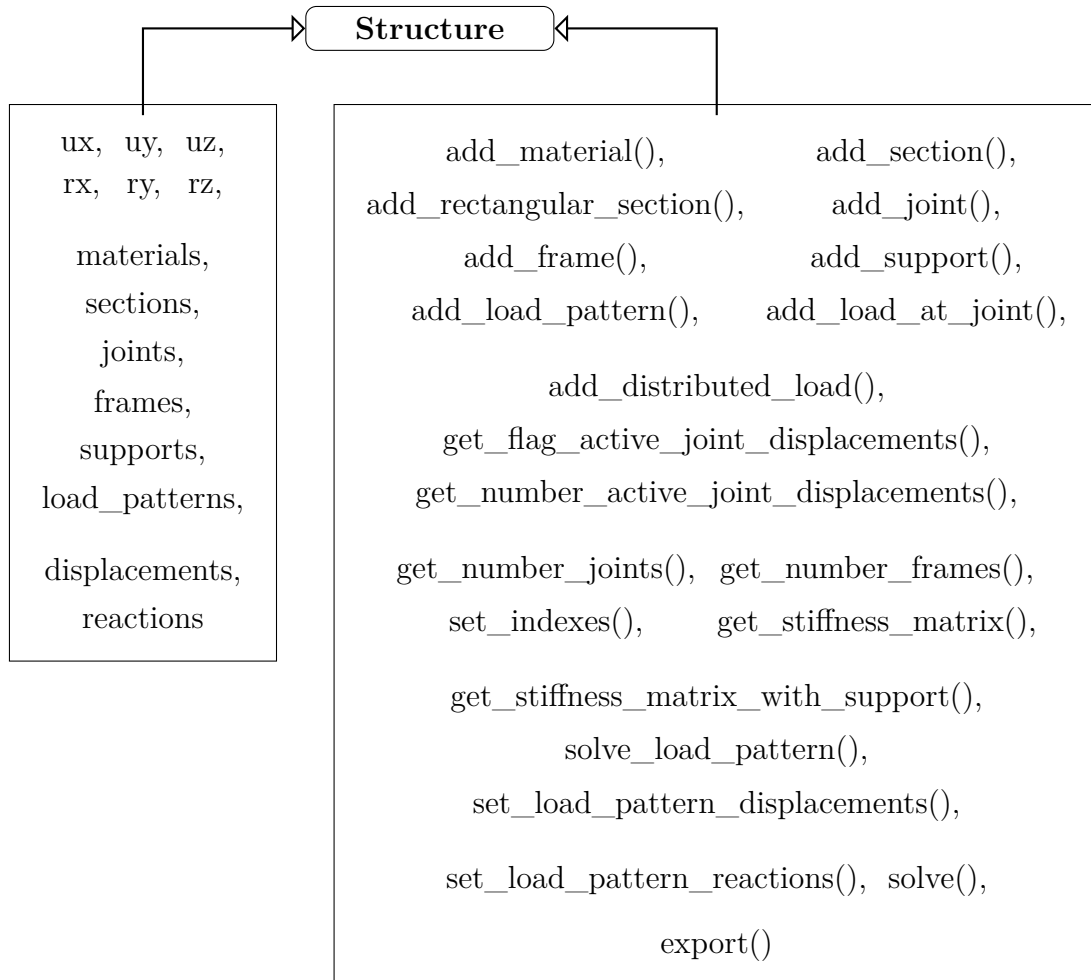 Structure
ux, uy, uz,
rx, ry, rz,
materials,
sections,
joints,
frames,
supports,
load_patterns,
displacements,
reactions
add_material(), add_section(),
add_rectangular_section(), add_joint(),
add_frame(), add_support(),
add_load_pattern(), add_load_at_joint(),
add_distributed_load(),
get_flag_active_joint_displacements(),
get_number_active_joint_displacements(),
get_number_joints(), get_number_frames(),
set_indexes(), get_stiffness_matrix(),
get_stiffness_matrix_with_support(),
solve_load_pattern(),
set_load_pattern_displacements(),
set_load_pattern_reactions(), solve(),
export()